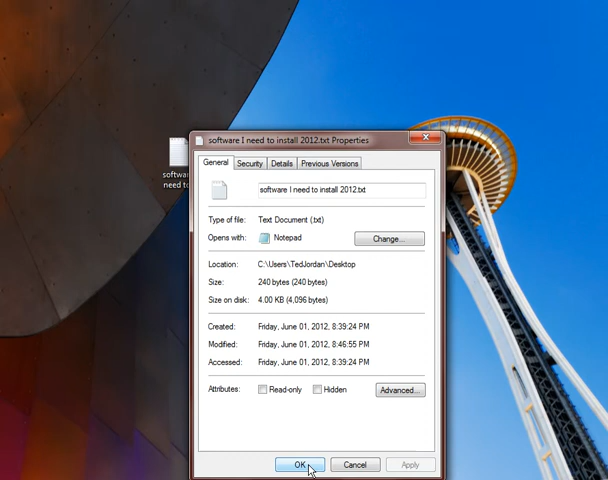 software I need to install 2012.txt Properties
General Security Details Previous Versions
software I need to install 2012.txt
Type of file: Text Document (.txt)
Opens with: Notepad Change...
Location: C:\Users\TedJordan\Desktop
Size: 240 bytes (240 bytes)
Size on disk: 4.00 KB (4,096 bytes)
Created: Friday, June 01, 2012, 8:39:24 PM
Modified: Friday, June 01, 2012, 8:46:55 PM
Accessed: Friday, June 01, 2012, 8:39:24 PM
Attributes: Read-only Hidden Advanced...
OK Cancel Apply
need to